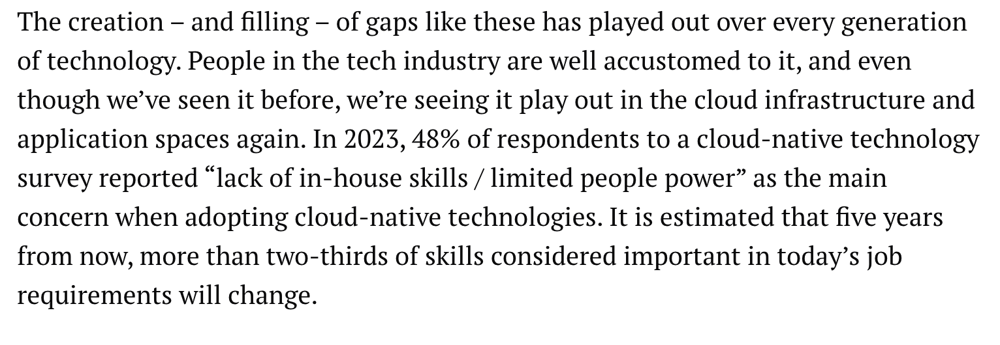 The creation – and filling – of gaps like these has played out over every generation
of technology. People in the tech industry are well accustomed to it, and even
though we’ve seen it before, we’re seeing it play out in the cloud infrastructure and
application spaces again. In 2023, 48% of respondents to a cloud-native technology
survey reported “lack of in-house skills / limited people power” as the main
concern when adopting cloud-native technologies. It is estimated that five years
from now, more than two-thirds of skills considered important in today’s job
requirements will change.